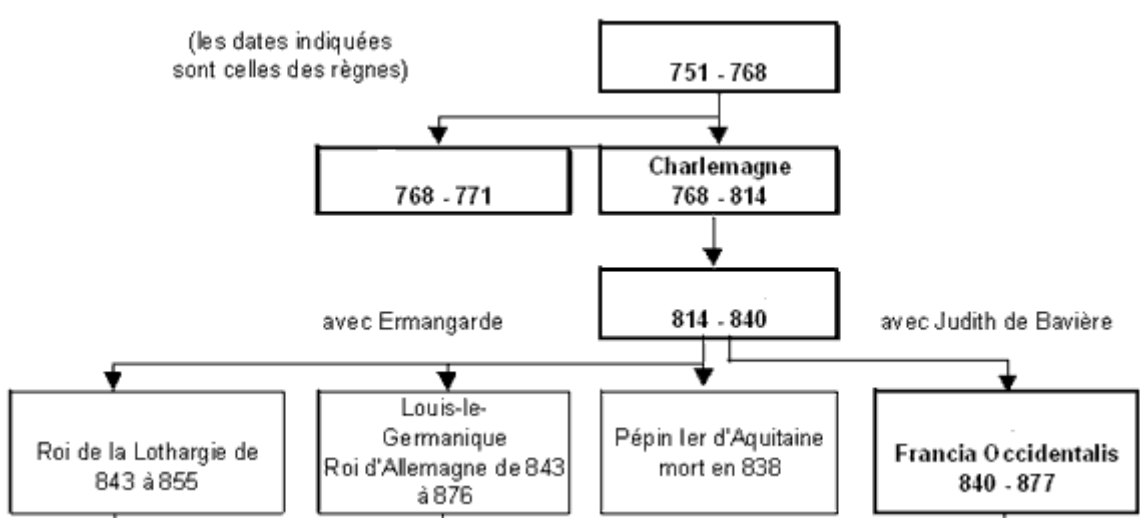 (les dates indiquées
sont celles des règnes)
751 - 768
768 - 771
Charlemagne
768 - 814
814 - 840
avec Ermangarde
avec Judith de Bavière
Roi de la Lothargie de
843 à 855
Louis-le-
Germanique
Roi d'Allemagne de 843
à 876
Pépin Ier d'Aquitaine
mort en 838
Francia Occidentalis
840 - 877